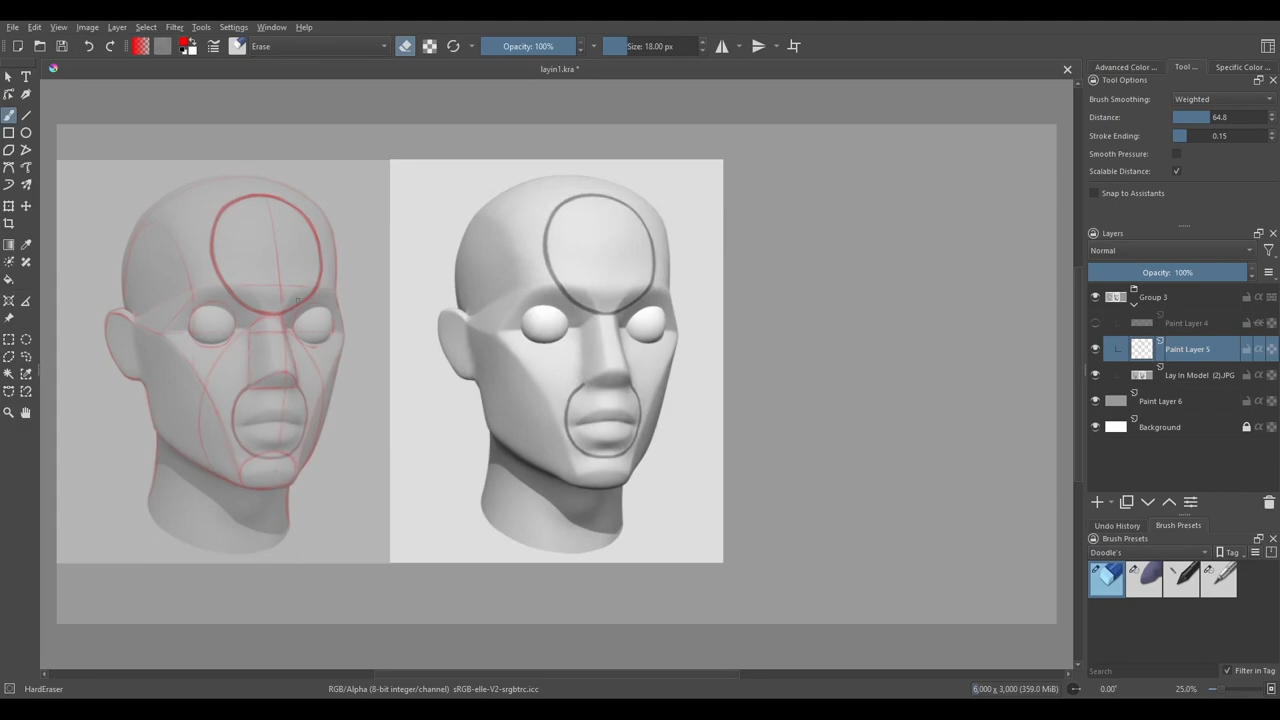 File Edit View Image Layer Select Filter Tools Settings Window Help
Erase Opacity: 100% Size: 18.00 px
layin1.kra *
Advanced Color ... Tool ... Specific Color ...
Tool Options
Brush Smoothing: Weighted
Distance: 64.8
Stroke Ending: 0.15
Smooth Pressure:
Scalable Distance:
Snap to Assistants
Layers
Normal
Opacity: 100%
Group 3
Paint Layer 4
Paint Layer 5
Lay In Model (2).JPG
Paint Layer 6
Background
Undo History Brush Presets
Brush Presets
Doodle's Tag
Search Filter in Tag
HardEraser RGB/Alpha (8-bit integer/channel) sRGB-elle-V2-srgbtrc.icc 6,000 x 3,000 (359.0 MiB) 0.00° 25.0%